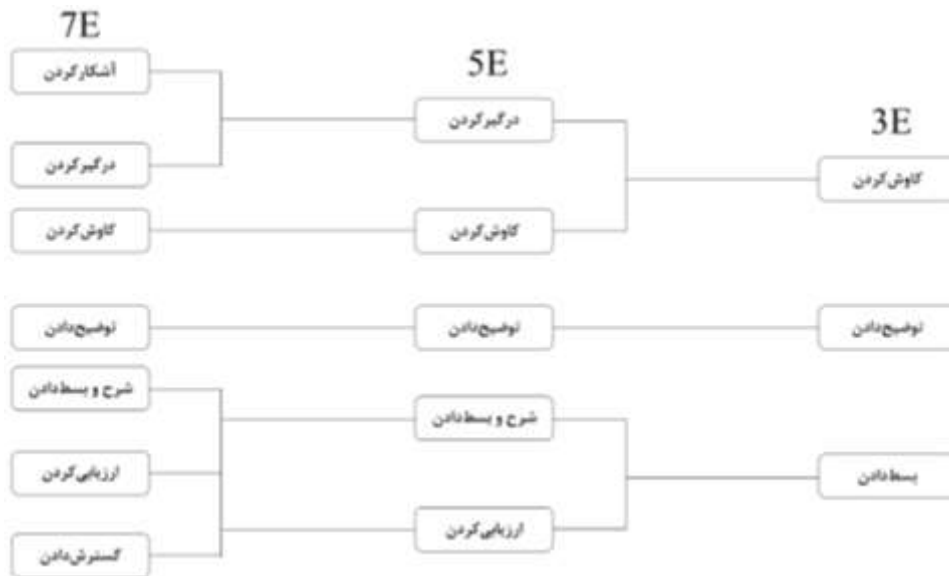 7E
آشکارکردن
درگیرکردن
کاوش‌کردن
توضیح‌دادن
شرح و بسط‌دادن
ارزیابی‌کردن
گسترش‌دادن
5E
درگیرکردن
کاوش‌کردن
توضیح‌دادن
شرح و بسط‌دادن
ارزیابی‌کردن
3E
کاوش‌کردن
توضیح‌دادن
بسط‌دادن